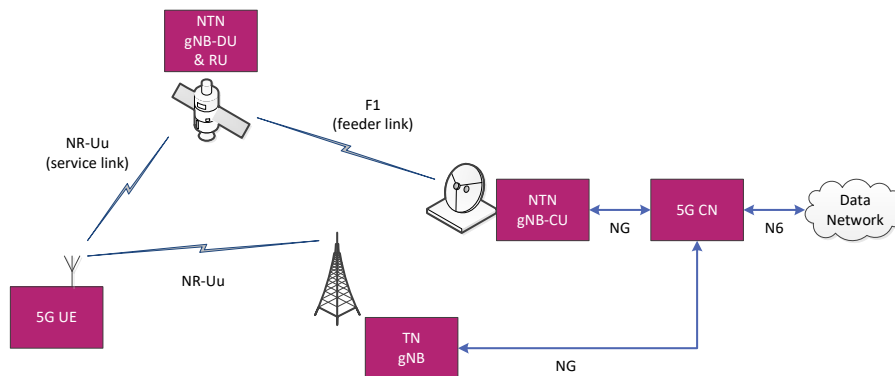 NTN
gNB-DU
& RU
F1
(feeder link)
NR-Uu
(service link)
NTN
gNB-CU
NG
5G CN
N6
Data
Network
NR-Uu
5G UE
TN
gNB
NG